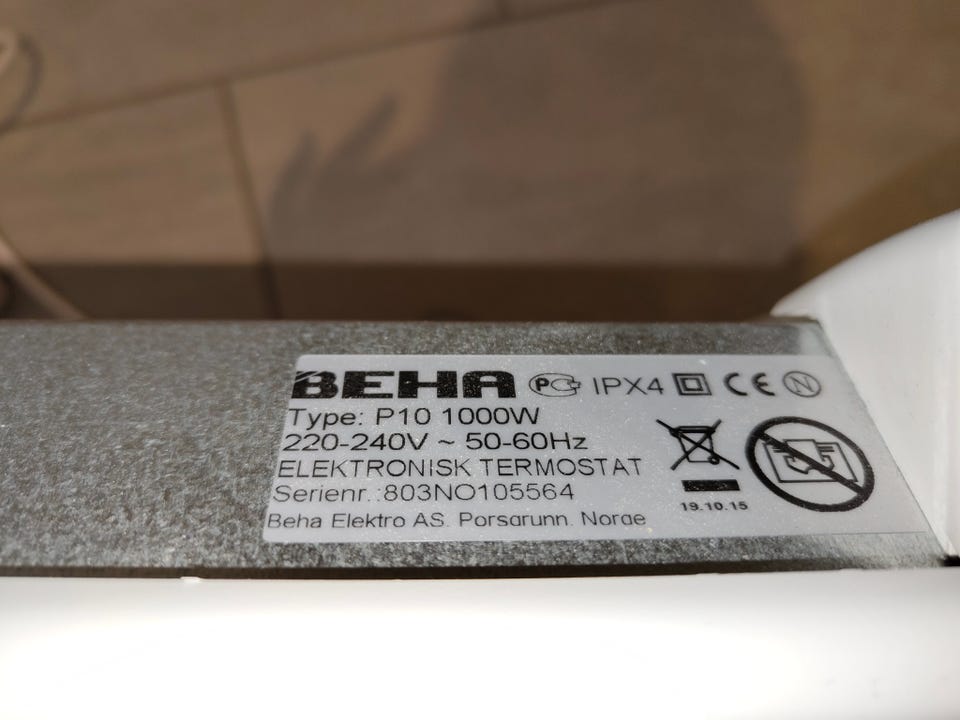 BEHA PG IPX4 CE N
Type: P10 1000W
220-240V ~ 50-60Hz
ELEKTRONISK TERMOSTAT
Serienr.:803NO105564
19.10.15
Beha Elektro AS. Porsgrunn. Norge